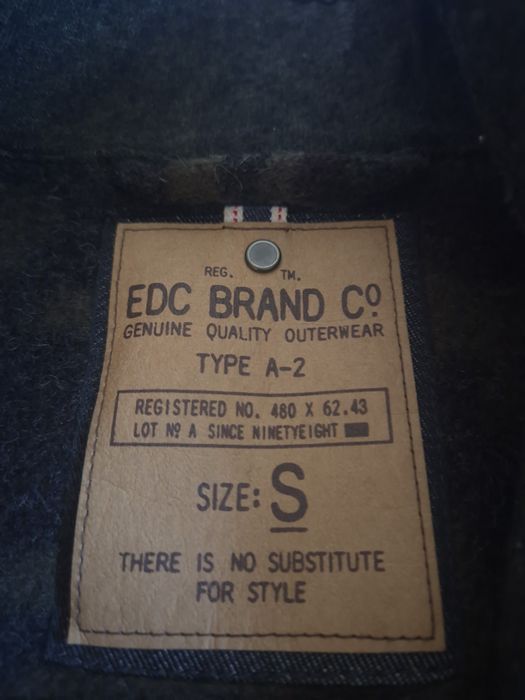 REG. TM.
EDC BRAND Cº
GENUINE QUALITY OUTERWEAR
TYPE A-2
REGISTERED NO. 480 X 62.43
LOT Nº A SINCE NINETYEIGHT
SIZE: S
THERE IS NO SUBSTITUTE
FOR STYLE